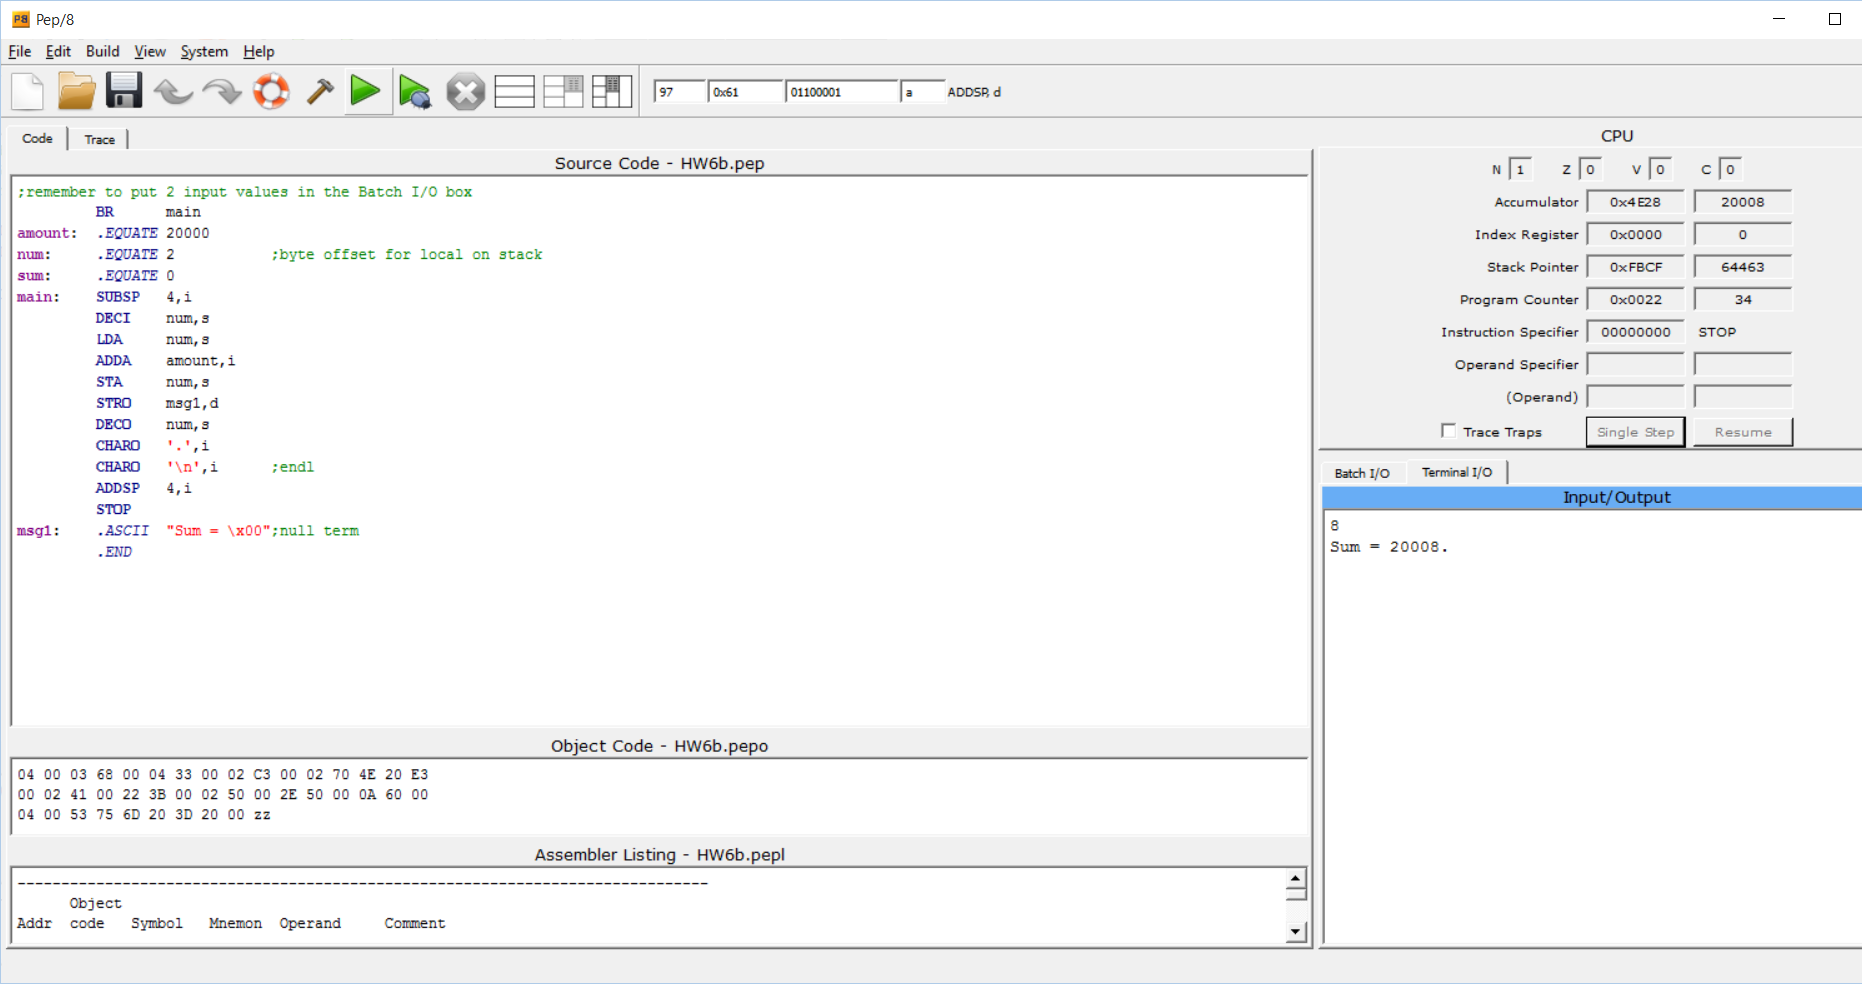 Pep/8
File Edit Build View System Help
97 0x61 01100001 a ADDSP, d
Code Trace
Source Code - HW6b.pep
;remember to put 2 input values in the Batch I/O box
BR main
amount: .EQUATE 20000
num: .EQUATE 2 ;byte offset for local on stack
sum: .EQUATE 0
main: SUBSP 4,i
DECI num,s
LDA num,s
ADDA amount,i
STA num,s
STRO msg1,d
DECO num,s
CHARO '.',i
CHARO '\n',i ;endl
ADDSP 4,i
STOP
msg1: .ASCII "Sum = \x00";null term
.END
Object Code - HW6b.pepo
04 00 03 68 00 04 33 00 02 C3 00 02 70 4E 20 E3
00 02 41 00 22 3B 00 02 50 00 2E 50 00 0A 60 00
04 00 53 75 6D 20 3D 20 00 zz
Assembler Listing - HW6b.pepl
-------------------------------------------------------------------------------
Object
Addr code Symbol Mnemon Operand Comment
CPU
N 1 Z 0 V 0 C 0
Accumulator 0x4E28 20008
Index Register 0x0000 0
Stack Pointer 0xFBCF 64463
Program Counter 0x0022 34
Instruction Specifier 00000000 STOP
Operand Specifier
(Operand)
Trace Traps Single Step Resume
Batch I/O Terminal I/O
Input/Output
8
Sum = 20008.